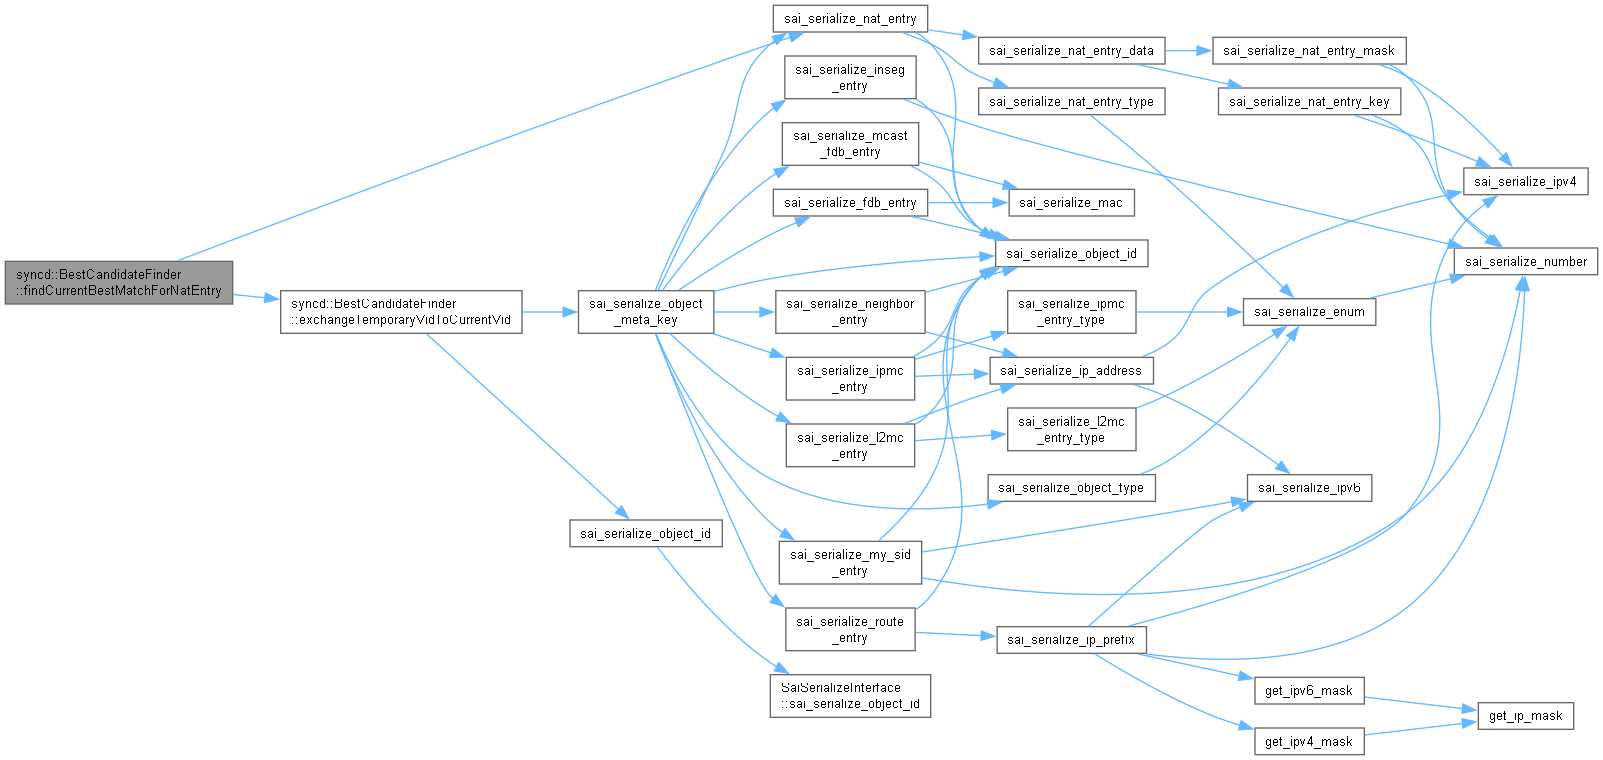 syncd::BestCandidateFinder
::findCurrentBestMatchForNatEntry
syncd::BestCandidateFinder
::exchangeTemporaryVidToCurrentVid
sai_serialize_object
_meta_key
sai_serialize_object_id
sai_serialize_nat_entry
sai_serialize_inseg
_entry
sai_serialize_mcast
_fdb_entry
sai_serialize_fdb_entry
sai_serialize_neighbor
_entry
sai_serialize_ipmc
_entry
sai_serialize_l2mc
_entry
sai_serialize_my_sid
_entry
sai_serialize_route
_entry
SaiSerializeInterface
::sai_serialize_object_id
sai_serialize_nat_entry_data
sai_serialize_nat_entry_type
sai_serialize_mac
sai_serialize_object_id
sai_serialize_ipmc
_entry_type
sai_serialize_ip_address
sai_serialize_l2mc
_entry_type
sai_serialize_object_type
sai_serialize_ip_prefix
sai_serialize_nat_entry_mask
sai_serialize_nat_entry_key
sai_serialize_enum
sai_serialize_ipv6
get_ipv6_mask
get_ipv4_mask
sai_serialize_ipv4
sai_serialize_number
get_ip_mask